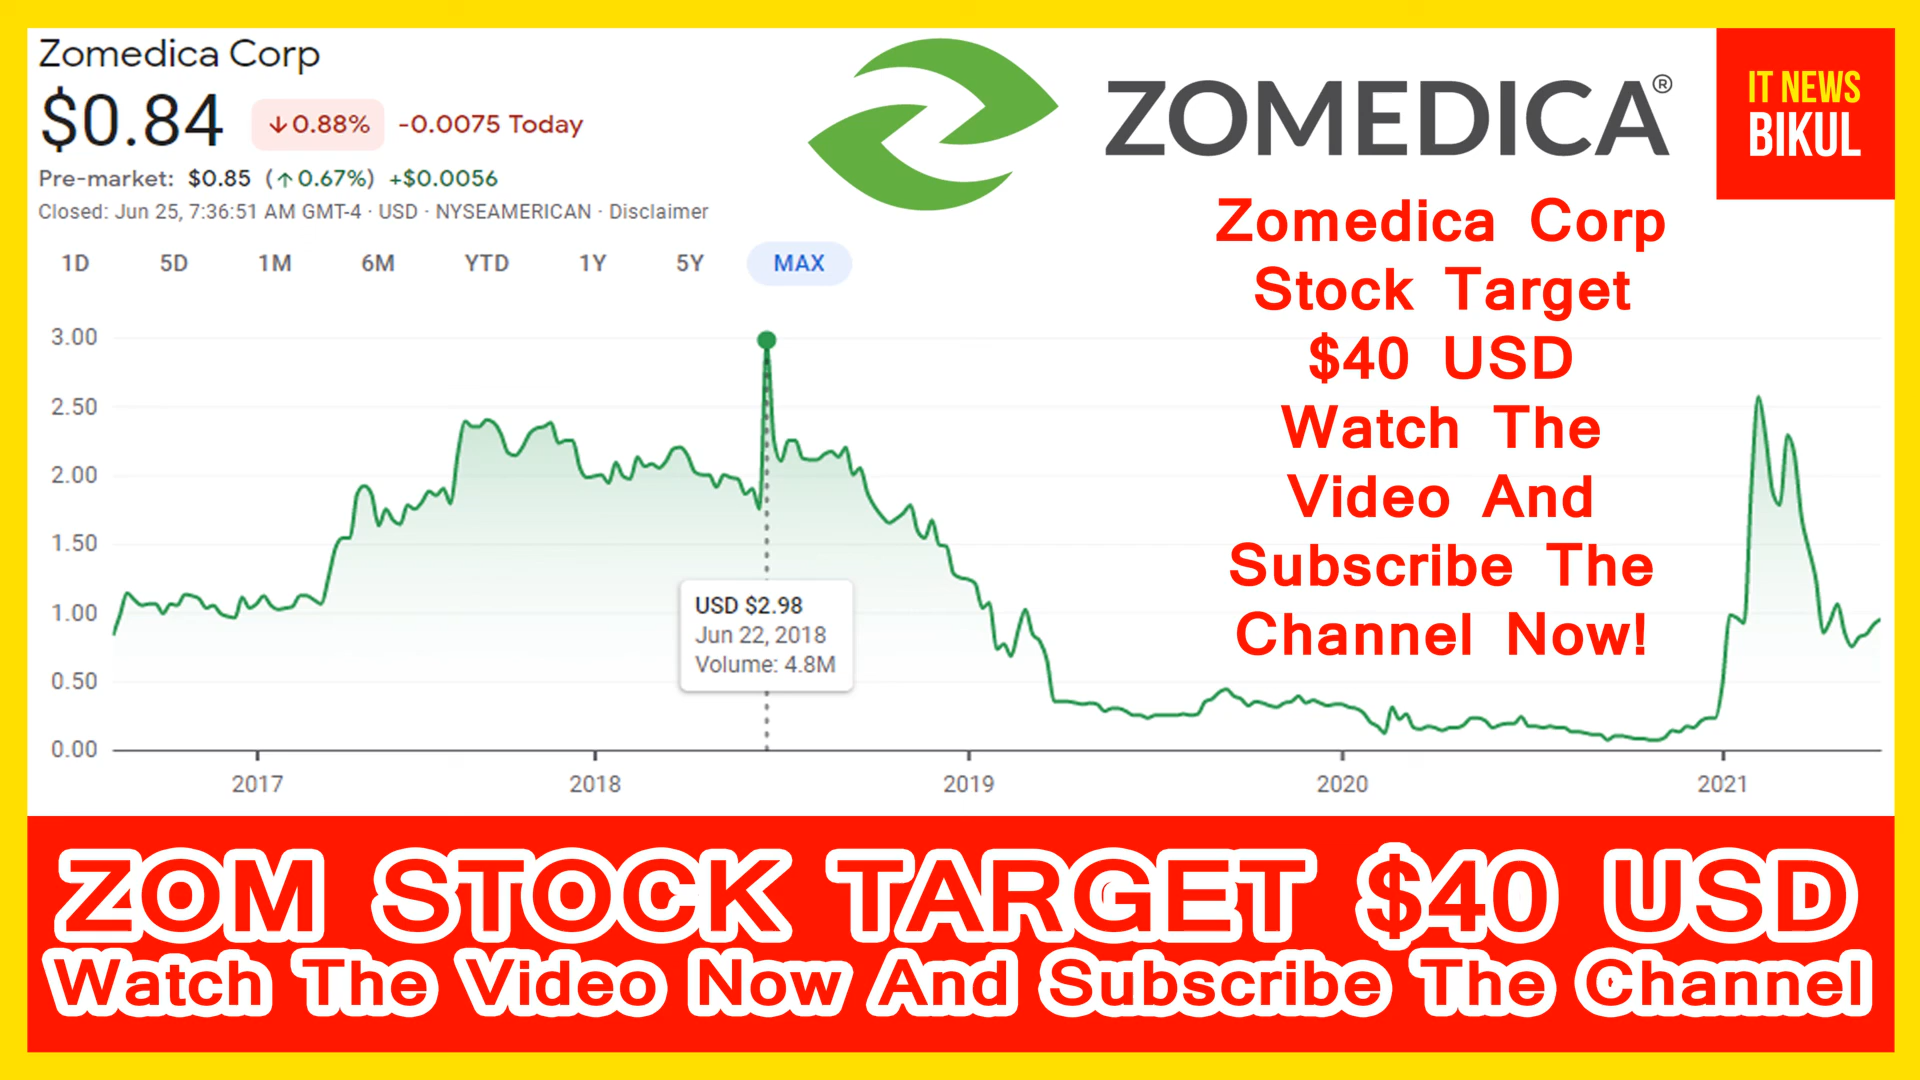 Zomedica Corp
$0.84 ↓0.88% -0.0075 Today
Pre-market: $0.85 (↑0.67%) +$0.0056
Closed: Jun 25, 7:36:51 AM GMT-4 · USD · NYSEAMERICAN · Disclaimer
1D 5D 1M 6M YTD 1Y 5Y MAX
ZOMEDICA®
IT NEWS
BIKUL
Zomedica Corp
Stock Target
$40 USD
Watch The
Video And
Subscribe The
Channel Now!
3.00
2.50
2.00
1.50
1.00
0.50
0.00
USD $2.98
Jun 22, 2018
Volume: 4.8M
2017 2018 2019 2020 2021
ZOM STOCK TARGET $40 USD
Watch The Video Now And Subscribe The Channel